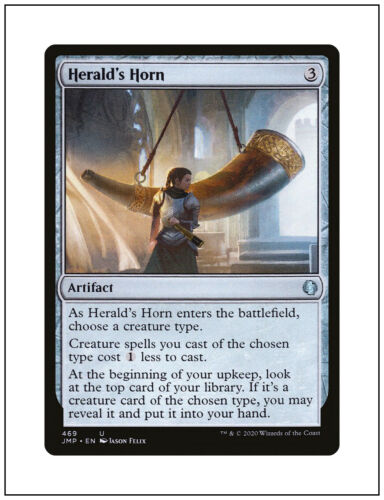 Herald's Horn 3
Artifact
As Herald's Horn enters the battlefield,
choose a creature type.
Creature spells you cast of the chosen
type cost 1 less to cast.
At the beginning of your upkeep, look
at the top card of your library. If it's a
creature card of the chosen type, you may
reveal it and put it into your hand.
469 U
JMP • EN Jason Felix ™ & © 2020 Wizards of the Coast